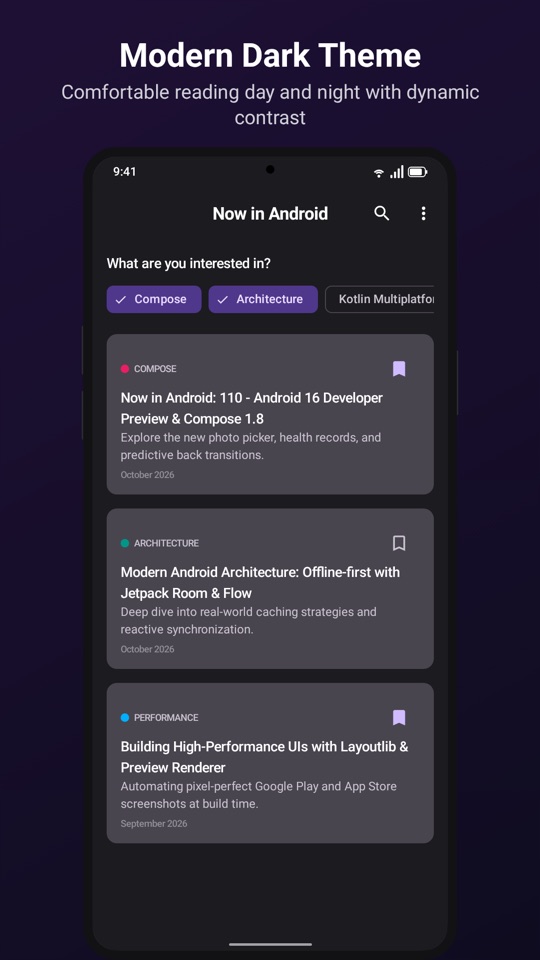 Modern Dark Theme
Comfortable reading day and night with dynamic
contrast
9:41
Now in Android
What are you interested in?
Compose
Architecture
Kotlin Multiplatfor
COMPOSE
Now in Android: 110 - Android 16 Developer
Preview & Compose 1.8
Explore the new photo picker, health records, and
predictive back transitions.
October 2026
ARCHITECTURE
Modern Android Architecture: Offline-first with
Jetpack Room & Flow
Deep dive into real-world caching strategies and
reactive synchronization.
October 2026
PERFORMANCE
Building High-Performance UIs with Layoutlib &
Preview Renderer
Automating pixel-perfect Google Play and App Store
screenshots at build time.
September 2026